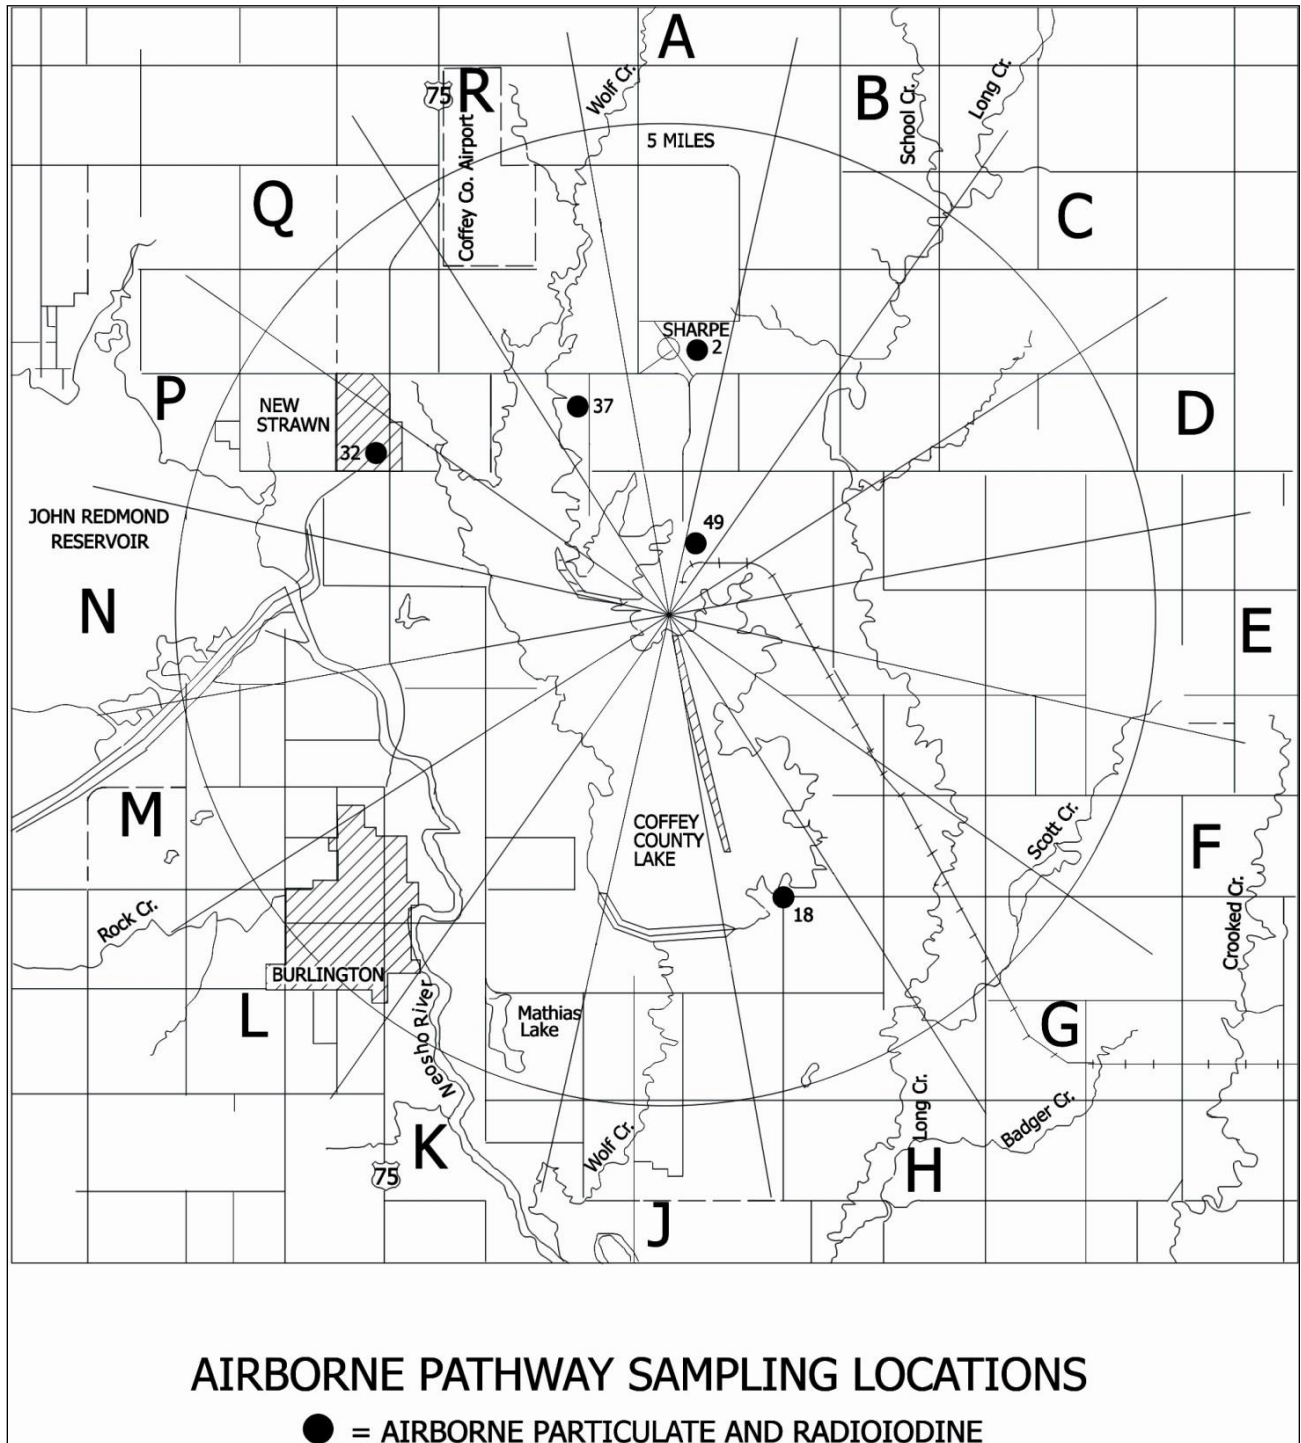 A
B
School Cr.
Long Cr.
Wolf Cr.
75
R
Coffey Co. Airport
5 MILES
Q
C
SHARPE
2
P
NEW
STRAWN
37
D
32
JOHN REDMOND
RESERVOIR
49
N
E
M
COFFEY
COUNTY
LAKE
Scott Cr.
F
Rock Cr.
18
Crooked Cr.
BURLINGTON
L
Neosho River
Mathias
Lake
G
Long Cr.
Badger Cr.
K
Wolf Cr.
75
H
J
AIRBORNE PATHWAY SAMPLING LOCATIONS
= AIRBORNE PARTICULATE AND RADIOIODINE